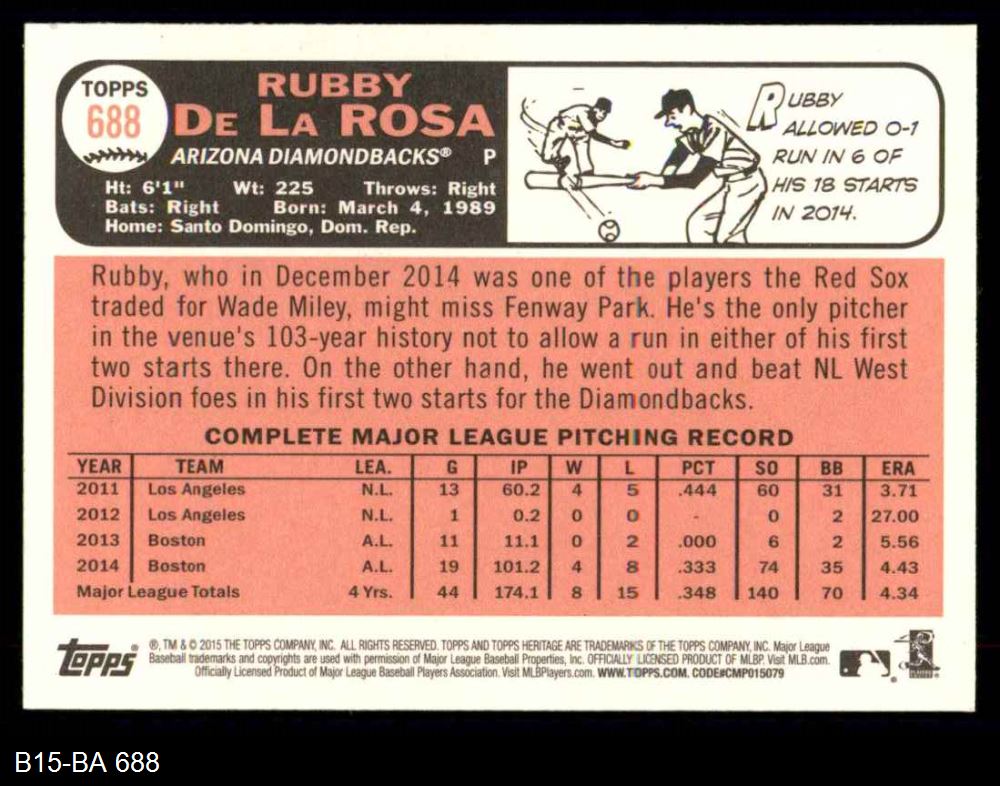 TOPPS
688
RUBBY
DE LA ROSA
ARIZONA DIAMONDBACKS® P
Ht: 6'1" Wt: 225 Throws: Right
Bats: Right Born: March 4, 1989
Home: Santo Domingo, Dom. Rep.
RUBBY
ALLOWED 0-1
RUN IN 6 OF
HIS 18 STARTS
IN 2014.
Rubby, who in December 2014 was one of the players the Red Sox
traded for Wade Miley, might miss Fenway Park. He's the only pitcher
in the venue's 103-year history not to allow a run in either of his first
two starts there. On the other hand, he went out and beat NL West
Division foes in his first two starts for the Diamondbacks.
COMPLETE MAJOR LEAGUE PITCHING RECORD
YEAR TEAM LEA. G IP W L PCT SO BB ERA
2011 Los Angeles N.L. 13 60.2 4 5 .444 60 31 3.71
2012 Los Angeles N.L. 1 0.2 0 0 - 0 2 27.00
2013 Boston A.L. 11 11.1 0 2 .000 6 2 5.56
2014 Boston A.L. 19 101.2 4 8 .333 74 35 4.43
Major League Totals 4 Yrs. 44 174.1 8 15 .348 140 70 4.34
topps®
®, TM & © 2015 THE TOPPS COMPANY, INC. ALL RIGHTS RESERVED. TOPPS AND TOPPS HERITAGE ARE TRADEMARKS OF THE TOPPS COMPANY, INC. Major League
Baseball trademarks and copyrights are used with permission of Major League Baseball Properties, Inc. OFFICIALLY LICENSED PRODUCT OF MLBP. Visit MLB.com.
Officially Licensed Product of Major League Baseball Players Association. Visit MLBPlayers.com. WWW.TOPPS.COM. CODE#CMP015079
B15-BA 688